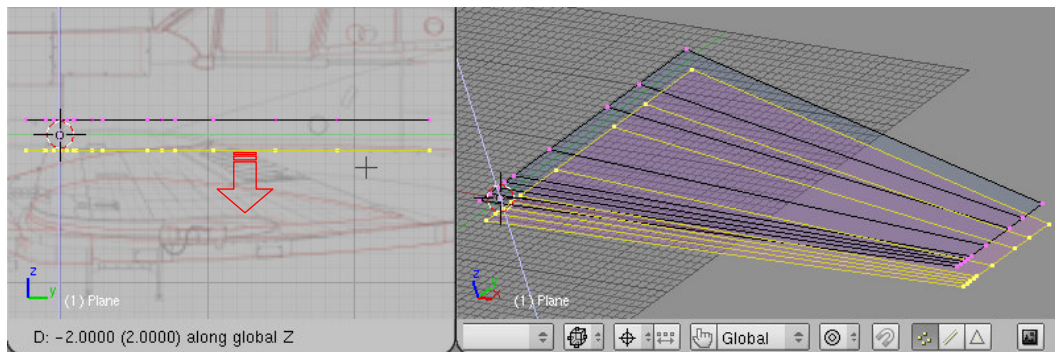 z
y
(1) Plane
D: -2.0000 (2.0000) along global Z
z
y
x
(1) Plane
Global